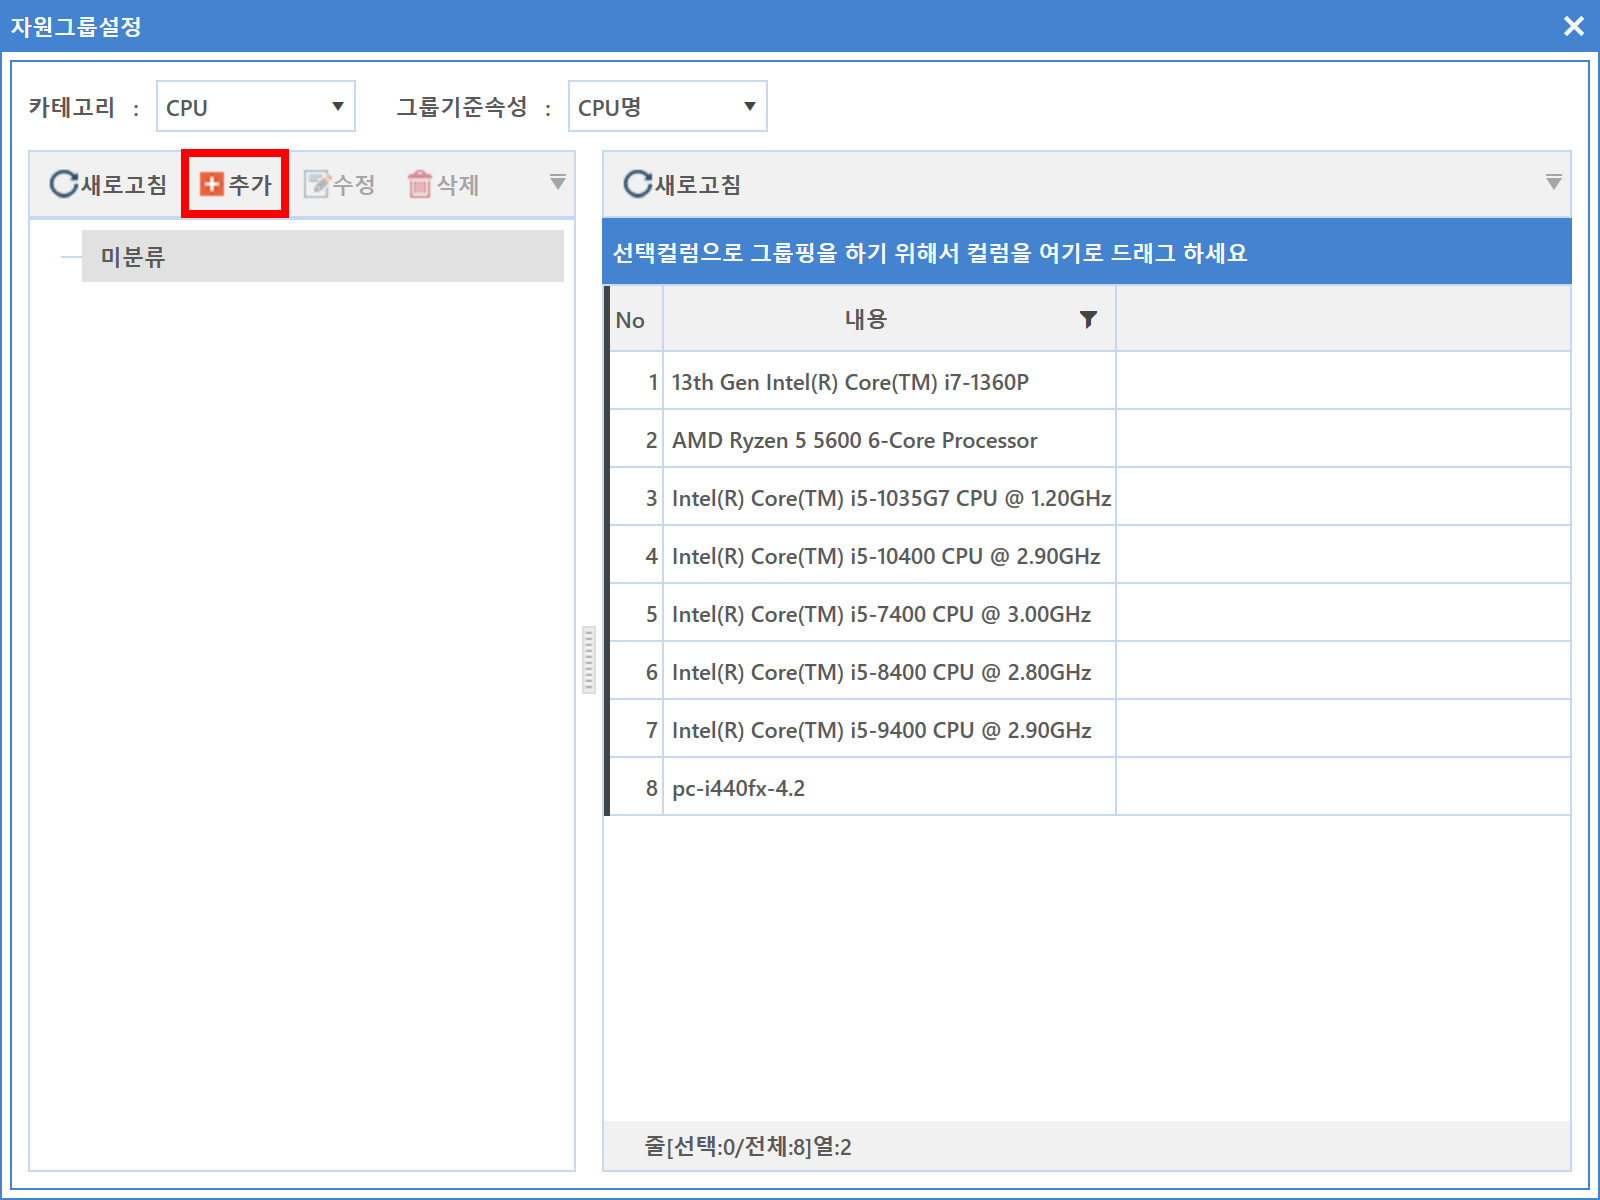 자원그룹설정
카테고리 : CPU 그룹기준속성 : CPU명
새로고침 추가 수정 삭제
미분류
새로고침
선택컬럼으로 그룹핑을 하기 위해서 컬럼을 여기로 드래그 하세요
No 내용
1 13th Gen Intel(R) Core(TM) i7-1360P
2 AMD Ryzen 5 5600 6-Core Processor
3 Intel(R) Core(TM) i5-1035G7 CPU @ 1.20GHz
4 Intel(R) Core(TM) i5-10400 CPU @ 2.90GHz
5 Intel(R) Core(TM) i5-7400 CPU @ 3.00GHz
6 Intel(R) Core(TM) i5-8400 CPU @ 2.80GHz
7 Intel(R) Core(TM) i5-9400 CPU @ 2.90GHz
8 pc-i440fx-4.2
줄[선택:0/전체:8]열:2